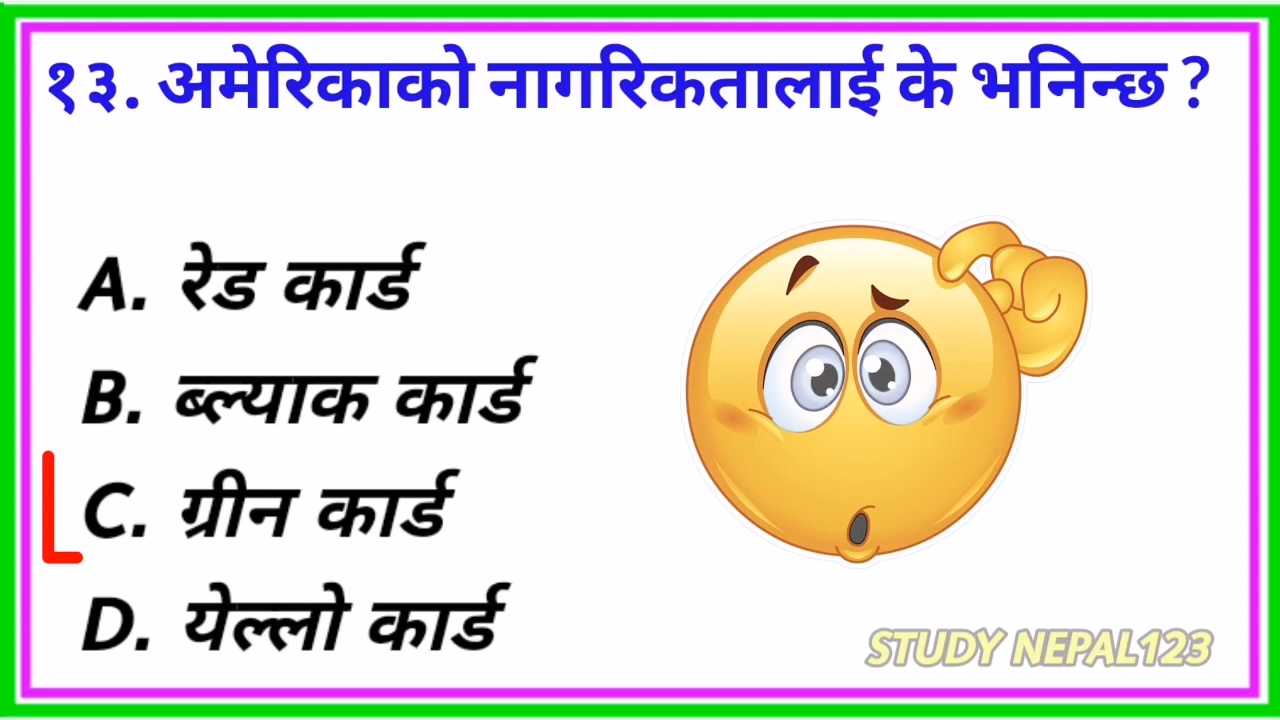 १३. अमेरिकाको नागरिकतालाई के भनिन्छ ?
A. रेड कार्ड
B. ब्ल्याक कार्ड
C. ग्रीन कार्ड
D. येल्लो कार्ड
STUDY NEPAL123